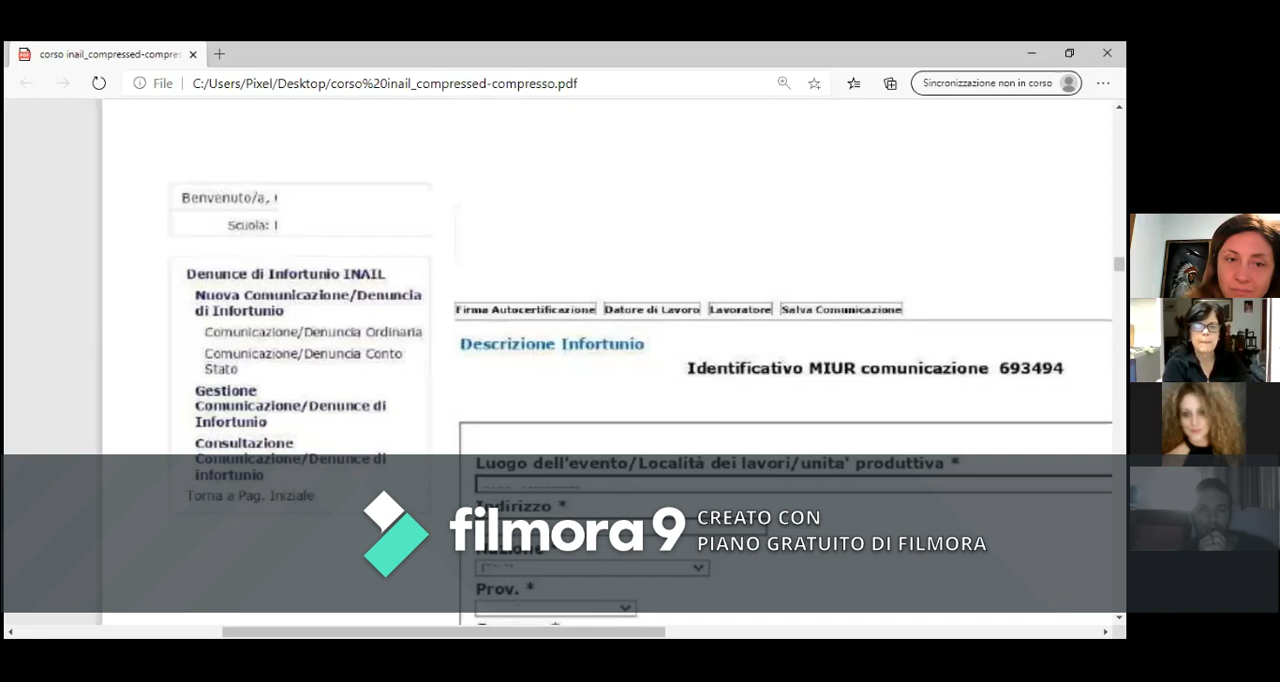 corso inail_compressed-compre
File
C:/Users/Pixel/Desktop/corso%20inail_compressed-compresso.pdf
Sincronizzazione non in corso
Benvenuto/a,
Scuola:
Denunce di Infortunio INAIL
Nuova Comunicazione/Denuncia
di Infortunio
Comunicazione/Denuncia Ordinaria
Comunicazione/Denuncia Conto
Stato
Gestione
Comunicazione/Denunce di
Infortunio
Consultazione
Comunicazione/Denunce di
infortunio
Torna a Pag. Iniziale
Firma Autocertificazione Datore di Lavoro Lavoratore Salva Comunicazione
Descrizione Infortunio
Identificativo MIUR comunicazione 693494
Luogo dell'evento/Località dei lavori/unita' produttiva *
Indirizzo *
Nazione
Prov. *
filmora9
CREATO CON
PIANO GRATUITO DI FILMORA